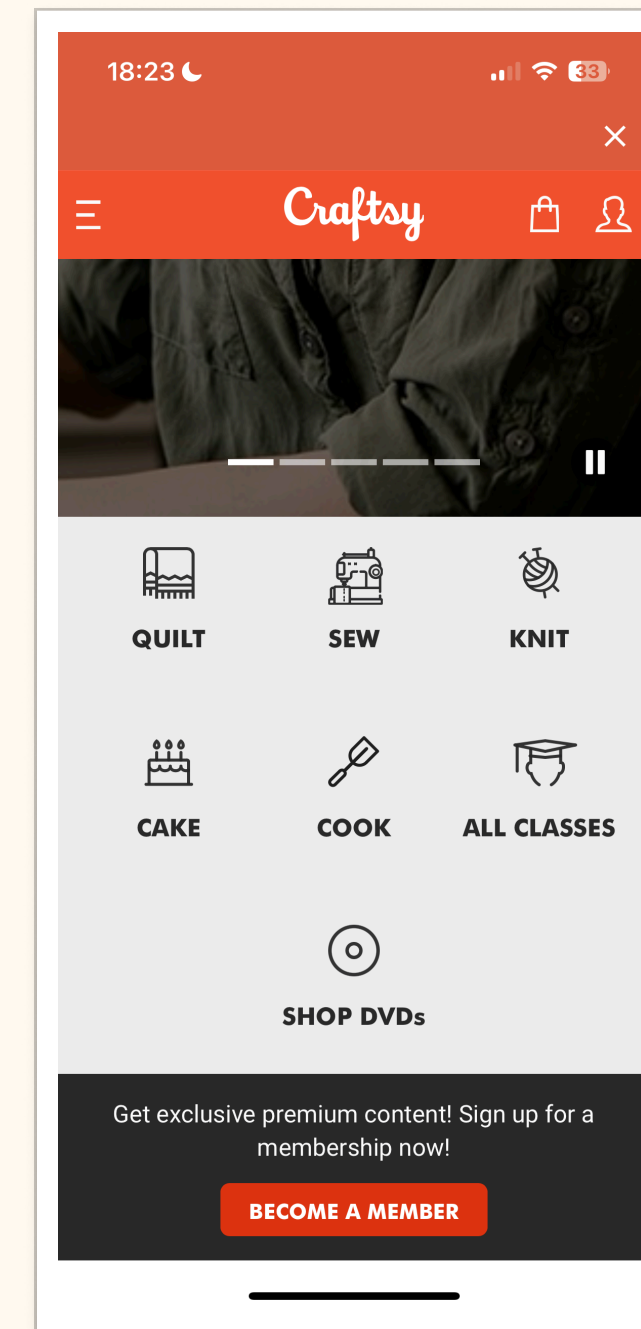 18:23
33
Craftsy
QUILT SEW KNIT
CAKE COOK ALL CLASSES
SHOP DVDs
Get exclusive premium content! Sign up for a
membership now!
BECOME A MEMBER